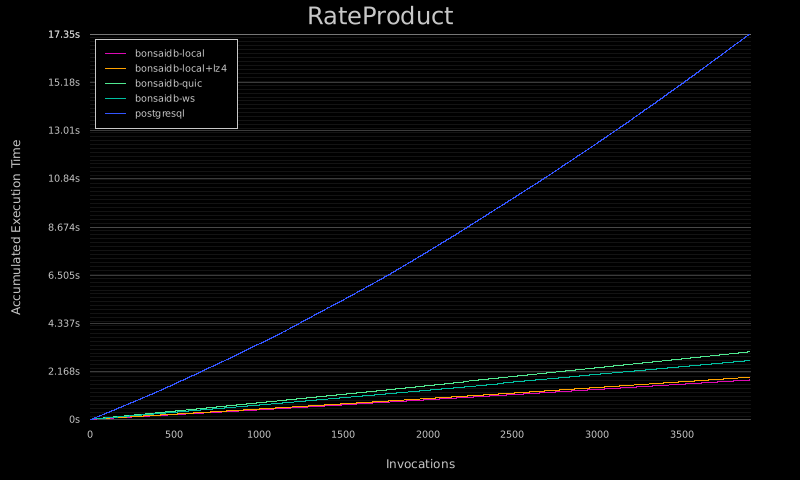 RateProduct
17.35s
15.18s
13.01s
10.84s
8.674s
6.505s
4.337s
2.168s
0s
Accumulated Execution Time
bonsaidb-local
bonsaidb-local+lz4
bonsaidb-quic
bonsaidb-ws
postgresql
0 500 1000 1500 2000 2500 3000 3500
Invocations